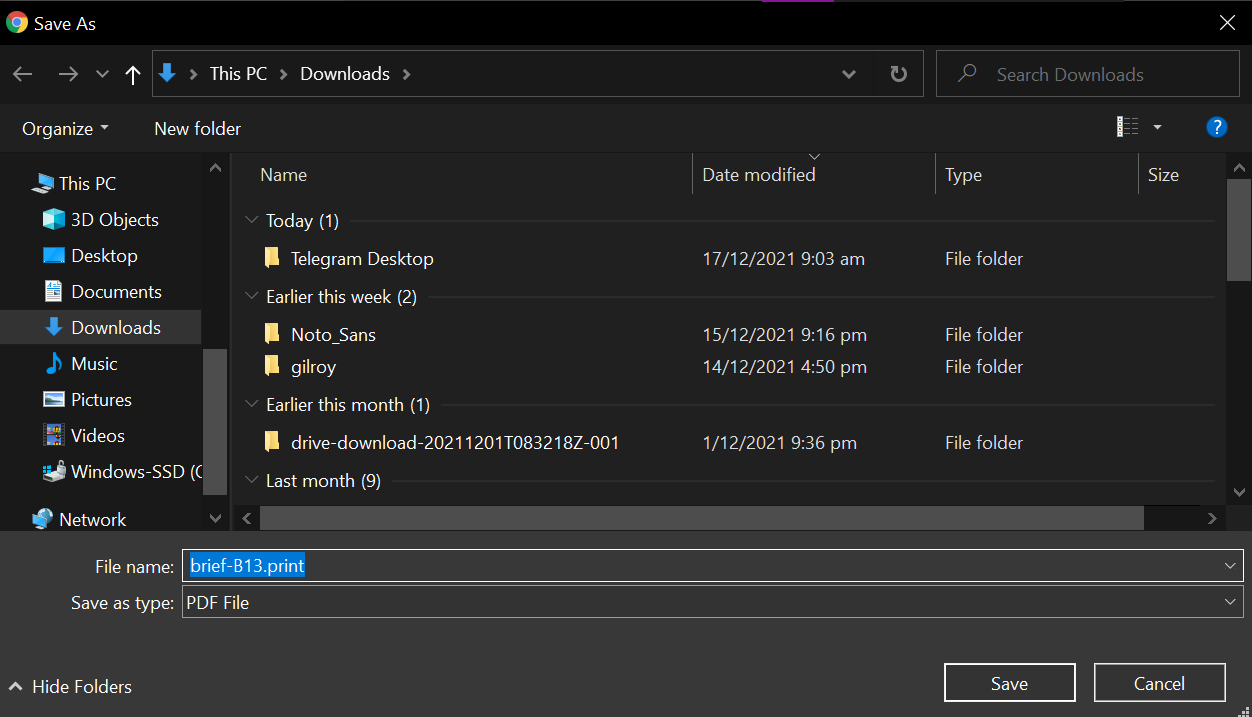 Save As
This PC Downloads Search Downloads
Organize New folder ?
Name Date modified Type Size
This PC
3D Objects
Desktop
Documents
Downloads
Music
Pictures
Videos
Windows-SSD (C
Network
Today (1)
Telegram Desktop 17/12/2021 9:03 am File folder
Earlier this week (2)
Noto_Sans 15/12/2021 9:16 pm File folder
gilroy 14/12/2021 4:50 pm File folder
Earlier this month (1)
drive-download-20211201T083218Z-001 1/12/2021 9:36 pm File folder
Last month (9)
File name: brief-B13.print
Save as type: PDF File
Hide Folders Save Cancel